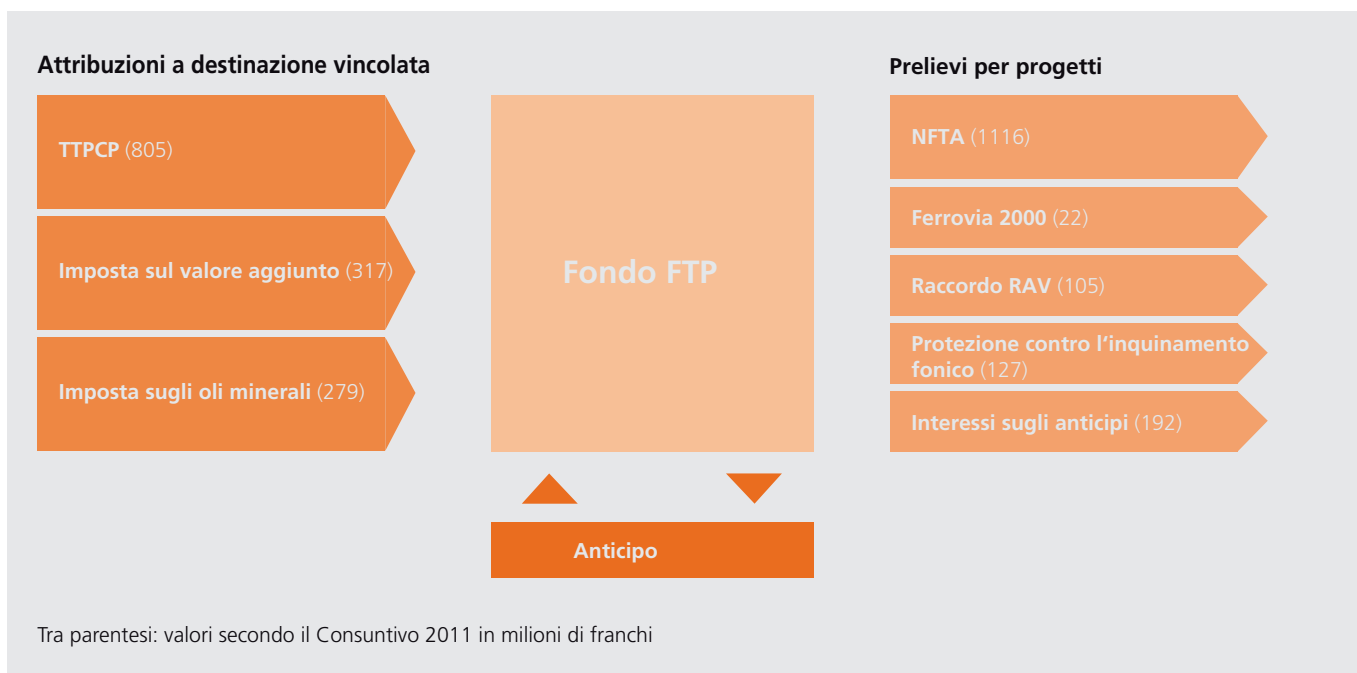 Attribuzioni a destinazione vincolata
TTPCP (805)
Imposta sul valore aggiunto (317)
Imposta sugli oli minerali (279)
Fondo FTP
Anticipo
Prelievi per progetti
NFTA (1116)
Ferrovia 2000 (22)
Raccordo RAV (105)
Protezione contro l'inquinamento
fonico (127)
Interessi sugli anticipi (192)
Tra parentesi: valori secondo il Consuntivo 2011 in milioni di franchi